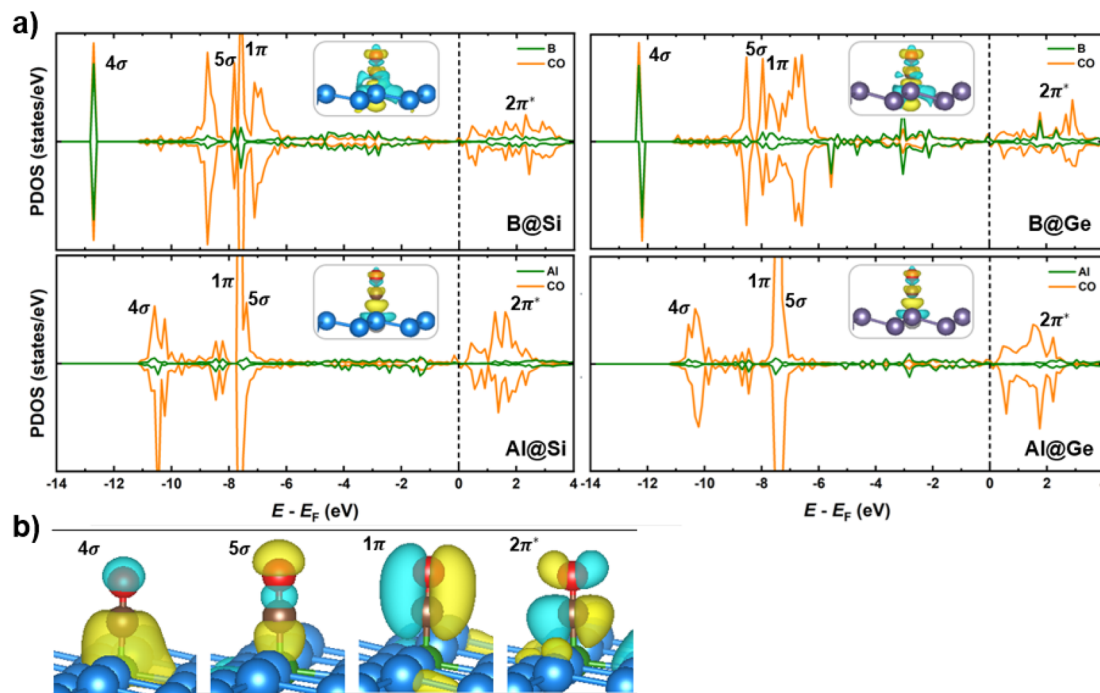 a)
4σ
5σ
1π
2π*
B
CO
B@Si
4σ
5σ
1π
2π*
B
CO
B@Ge
PDOS (states/eV)
4σ
1π
5σ
2π*
Al
CO
Al@Si
4σ
1π
5σ
2π*
Al
CO
Al@Ge
PDOS (states/eV)
-14 -12 -10 -8 -6 -4 -2 0 2 4
-12 -10 -8 -6 -4 -2 0 2 4
E - EF (eV)
E - EF (eV)
b)
4σ
5σ
1π
2π*